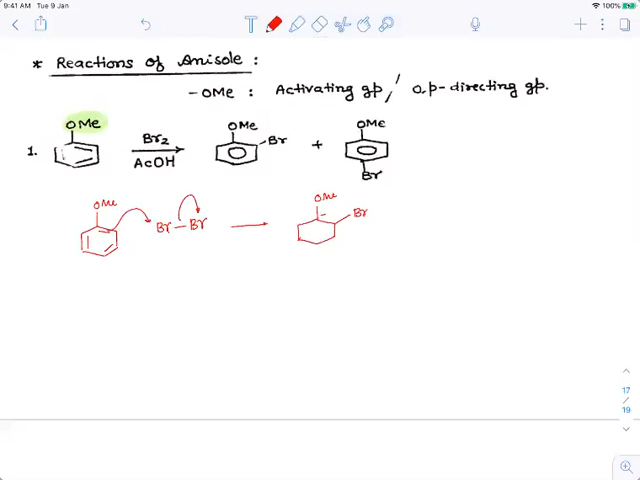 9:41 AM Tue 9 Jan
100%
* Reactions of Anisole :
-OMe : Activating gp / o,p-directing gp.
OMe OMe OMe
1. Br2 Br +
AcOH Br
OMe OMe
Br-Br Br
17
/
19